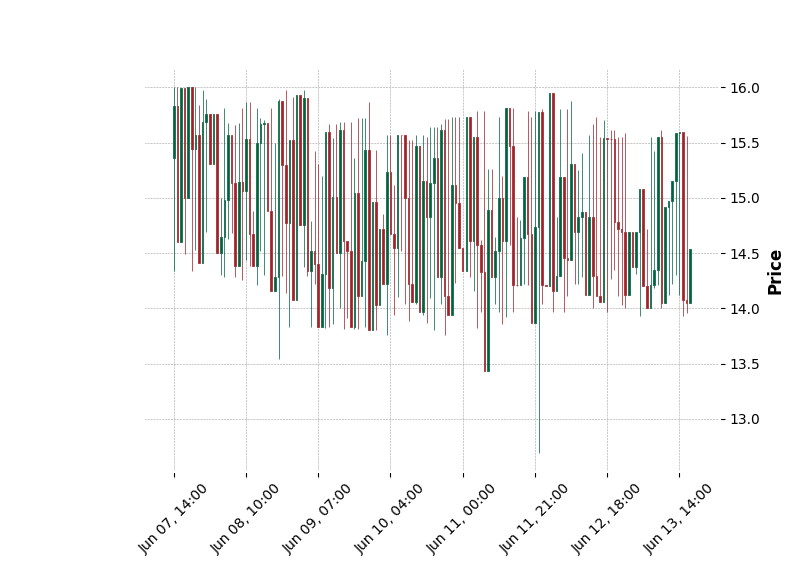 16.0
15.5
15.0
14.5
14.0
13.5
13.0
Price
Jun 07, 14:00
Jun 08, 10:00
Jun 09, 07:00
Jun 10, 04:00
Jun 11, 00:00
Jun 11, 21:00
Jun 12, 18:00
Jun 13, 14:00